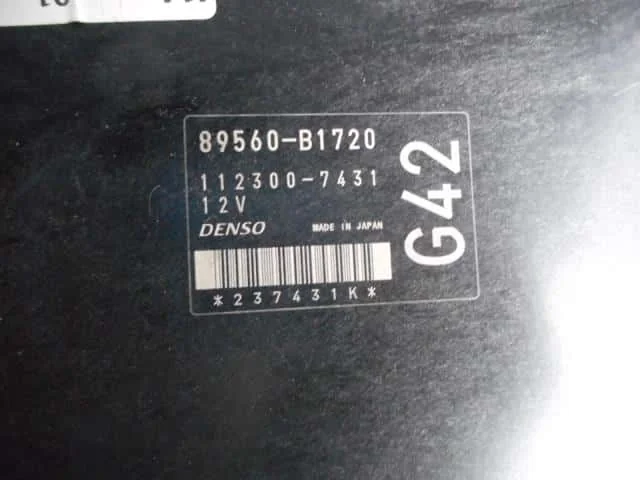 89560-B1720
112300-7431
12V
DENSO MADE IN JAPAN
*237431K*
G42